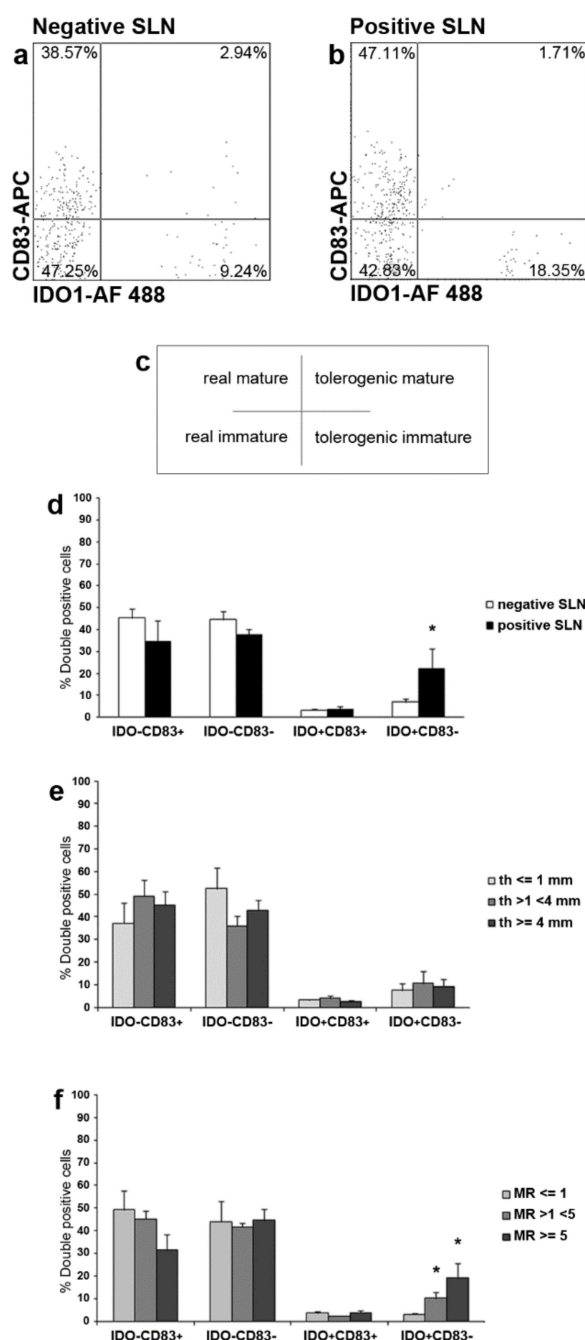 Negative SLN
Positive SLN
a
38.57%
2.94%
47.25%
9.24%
CD83-APC
IDO1-AF 488
b
47.11%
1.71%
42.83%
18.35%
CD83-APC
IDO1-AF 488
c
real mature
tolerogenic mature
real immature
tolerogenic immature
d
% Double positive cells
100
90
80
70
60
50
40
30
20
10
0
*
IDO-CD83+
IDO-CD83-
IDO+CD83+
IDO+CD83-
negative SLN
positive SLN
e
% Double positive cells
100
90
80
70
60
50
40
30
20
10
0
IDO-CD83+
IDO-CD83-
IDO+CD83+
IDO+CD83-
th <= 1 mm
th >1 <4 mm
th >= 4 mm
f
% Double positive cells
100
90
80
70
60
50
40
30
20
10
0
*
*
IDO-CD83+
IDO-CD83-
IDO+CD83+
IDO+CD83-
MR <= 1
MR >1 <5
MR >= 5